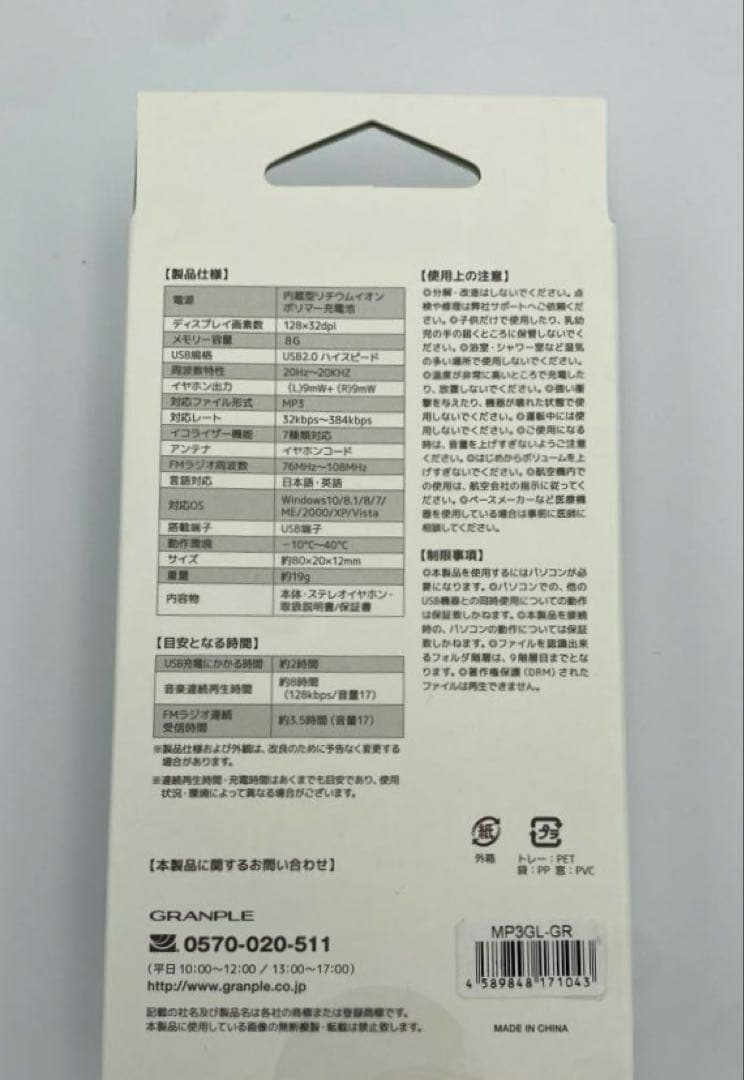 【製品仕様】
電源 内蔵型リチウムイオン
ポリマー充電池
ディスプレイ画素数 128×32dpi
メモリー容量 8G
USB規格 USB2.0 ハイスピード
周波数特性 20Hz～20KHZ
イヤホン出力 (L)9mW+ (R)9mW
対応ファイル形式 MP3
対応レート 32kbps～384kbps
イコライザー機能 7種類対応
アンテナ イヤホンコード
FMラジオ周波数 76MHz～108MHz
言語対応 日本語・英語
対応OS Windows10/8.1/8/7/
ME/2000/XP/Vista
搭載端子 USB端子
動作環境 －10℃～40℃
サイズ 約80×20×12mm
重量 約19g
内容物 本体・ステレオイヤホン・
取扱説明書/保証書
【目安となる時間】
USB充電にかかる時間 約2時間
音楽連続再生時間 約8時間
(128kbps/音量17)
FMラジオ連続
受信時間 約3.5時間（音量17）
※製品仕様および外観は、改良のために予告なく変更する
場合があります。
※連続再生時間・充電時間はあくまでも目安であり、使用
状況・環境によって異なる場合がございます。
【使用上の注意】
◎分解・改造はしないでください。点
検や修理は弊社サポートへご依頼くだ
さい。◎子供だけで使用したり、乳幼
児の手の届くところに保管しないでく
ださい。◎浴室・シャワー室など湿気
の多い場所で使用しないでください。
◎温度が非常に高いところで充電した
り、放置しないでください。◎強い衝
撃を与えたり、機器が壊れた状態で使
用しないでください。◎運転中には使
用しないでください。◎ご使用になる
時は、音量を上げすぎないようご注意
ください。◎はじめからボリュームを上
げすぎないでください。◎航空機内で
の使用は、航空会社の指示に従ってく
ださい。◎ペースメーカーなど医療機
器を使用している場合は事前に医師に
相談してください。
【制限事項】
◎本製品を使用するにはパソコンが必
要になります。◎パソコンでの、他の
USB機器との同時使用についての動作
は保証致しかねます。◎本製品を接続
時の、パソコンの動作については保証
致しかねます。◎ファイルを認識出来
るフォルダ階層は、9階層目までとな
ります。◎著作権保護（DRM）された
ファイルは再生できません。
紙
外箱
プラ
トレー：PET
袋：PP 窓：PVC
【本製品に関するお問い合わせ】
GRANPLE
0570-020-511
（平日 10:00～12:00 / 13:00～17:00）
http://www.granple.co.jp
記載の社名及び製品名は各社の商標または登録商標です。
本製品に使用している画像の無断複製・転載は禁止致します。
MP3GL-GR
4 589848 171043
MADE IN CHINA